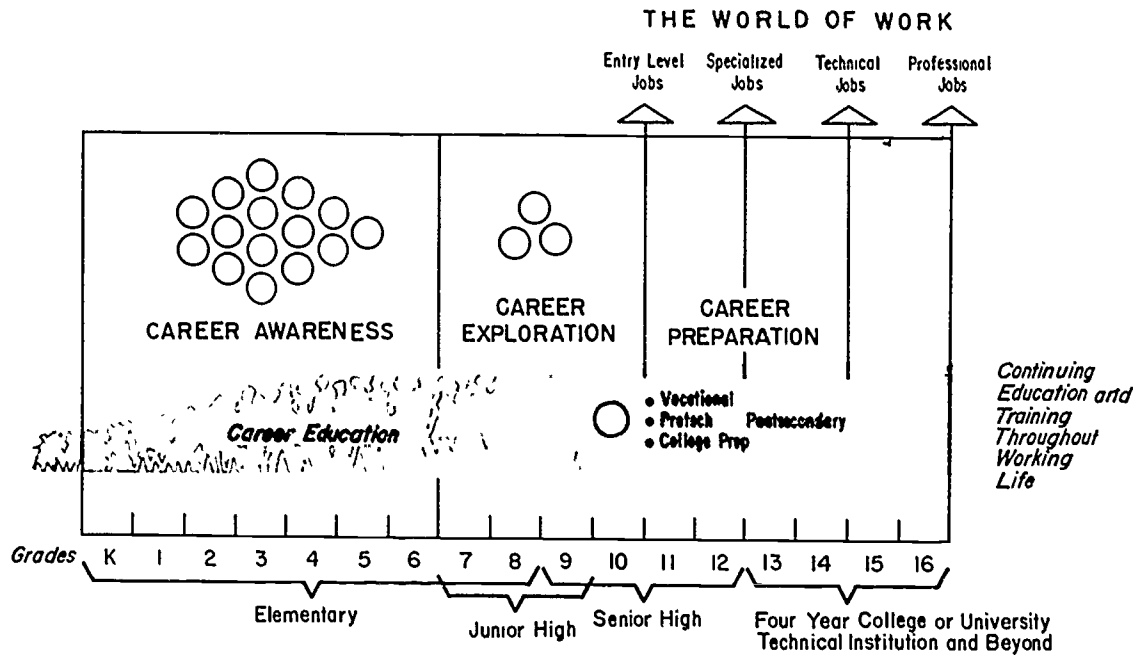 THE WORLD OF WORK
Entry Level
Jobs
Specialized
Jobs
Technical
Jobs
Professional
Jobs
CAREER AWARENESS
CAREER
EXPLORATION
CAREER
PREPARATION
Career Education
• Vocational
• Pretech Postsecondary
• College Prep
Continuing
Education and
Training
Throughout
Working
Life
Grades K 1 2 3 4 5 6 7 8 9 10 11 12 13 14 15 16
Elementary
Junior High
Senior High
Four Year College or University
Technical Institution and Beyond